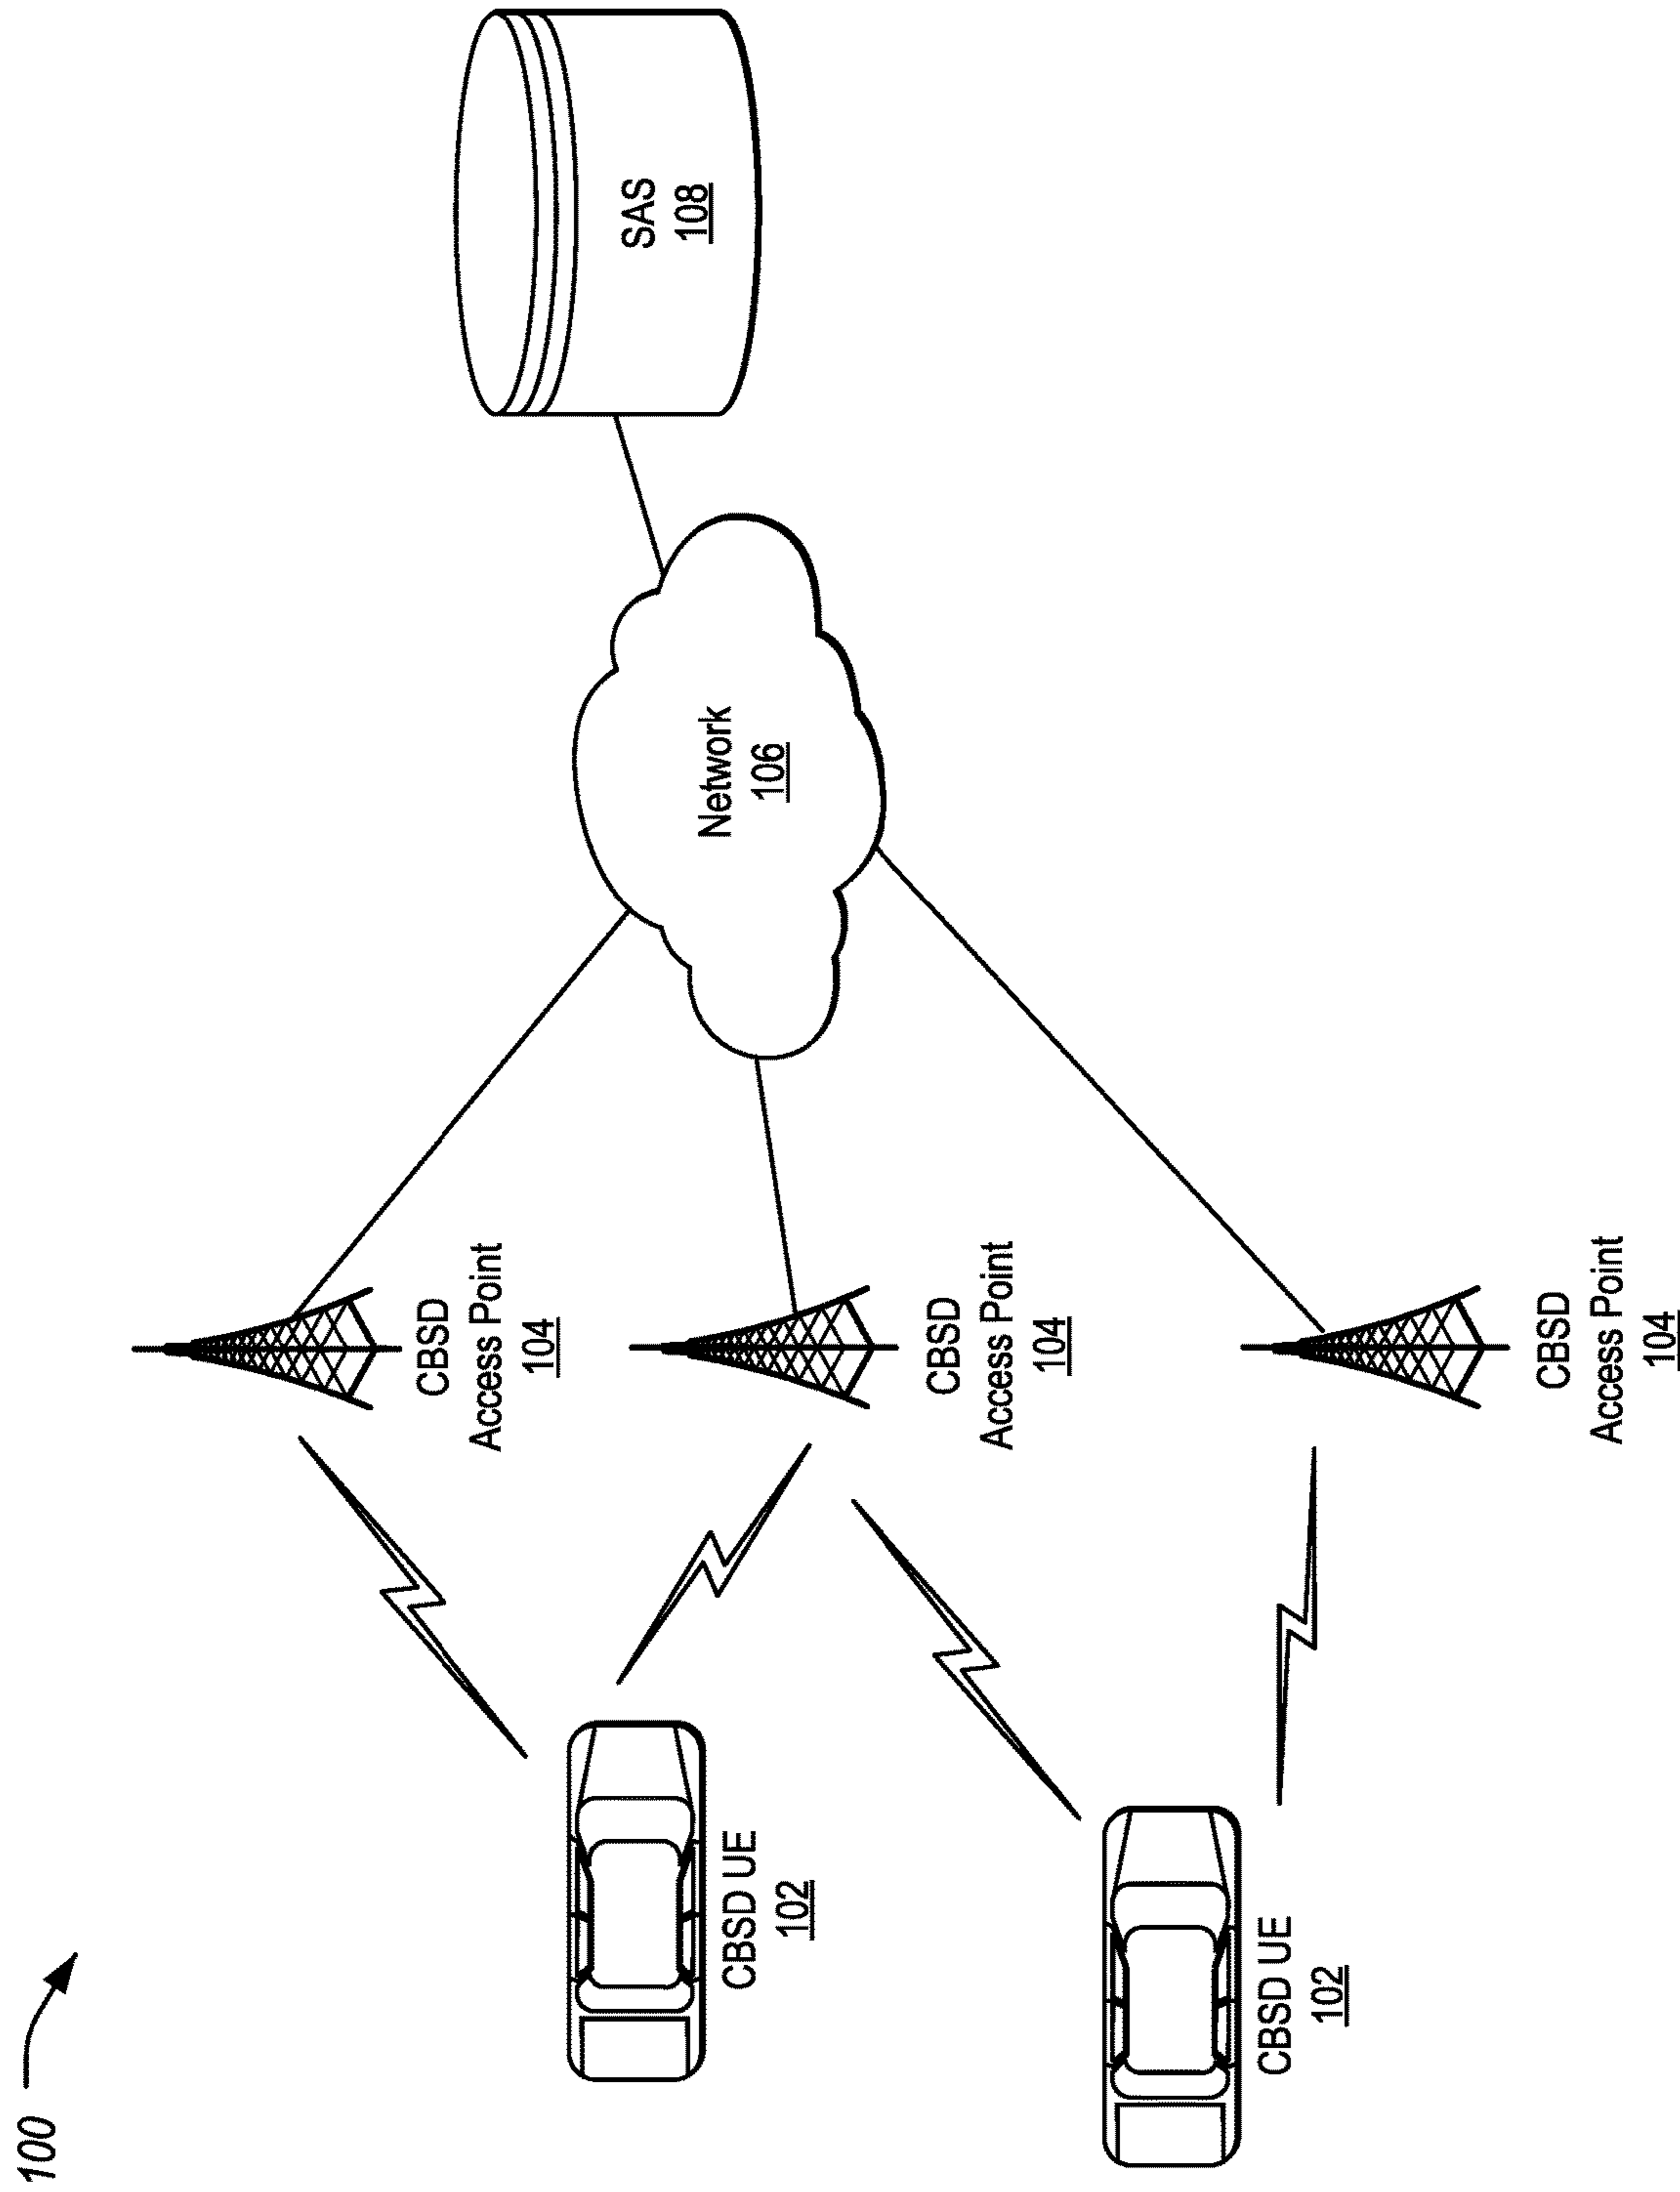 100
CBSD UE
102
CBSD UE
102
CBSD
Access Point
104
CBSD
Access Point
104
CBSD
Access Point
104
Network
106
SAS
108